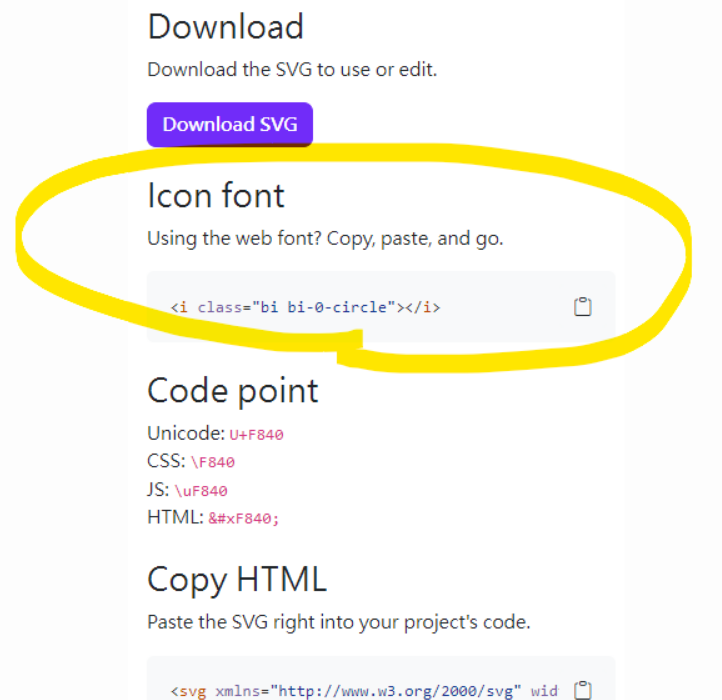 Download
Download the SVG to use or edit.
Download SVG
Icon font
Using the web font? Copy, paste, and go.
<i class="bi bi-0-circle"></i>
Code point
Unicode: U+F840
CSS: \F840
JS: \uF840
HTML: &#xF840;
Copy HTML
Paste the SVG right into your project's code.
<svg xmlns="http://www.w3.org/2000/svg" wid